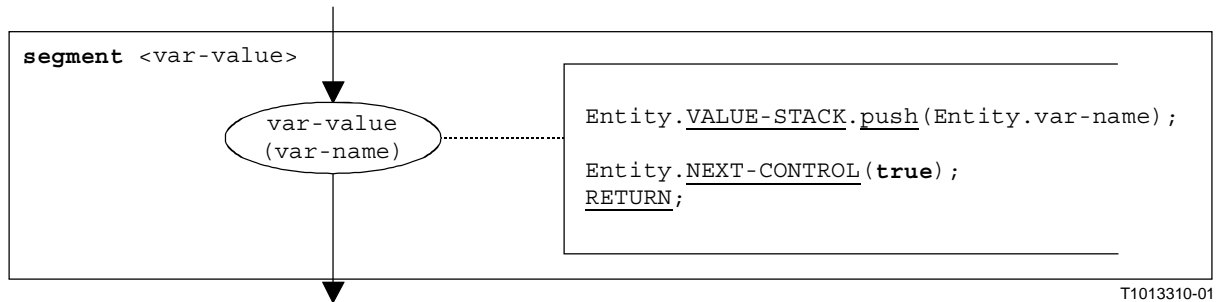 segment <var-value>
var-value
(var-name)
Entity.VALUE-STACK.push(Entity.var-name);
Entity.NEXT-CONTROL(true);
RETURN;
T1013310-01